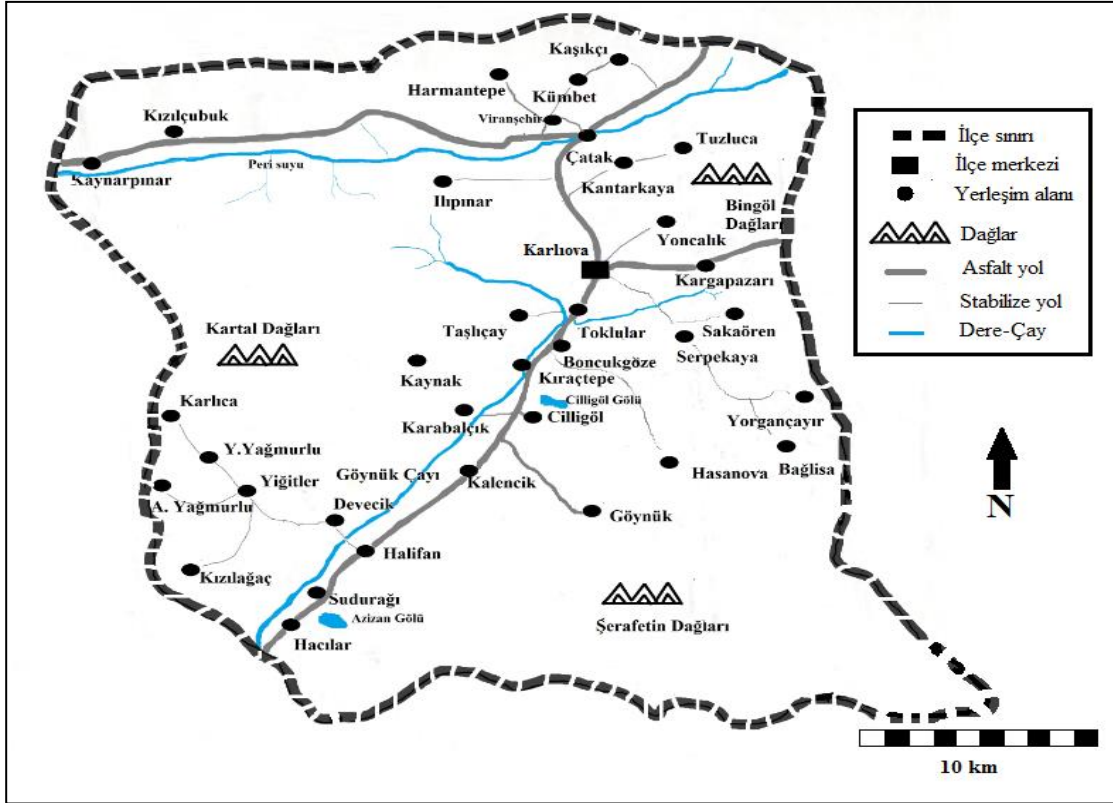 Kaşıkçı
Harmantepe
Kümbet
Viranşehir
Kızılçubuk
Çatak
Tuzluca
Peri suyu
Kaynarpınar
Kantarkaya
Ilıpınar
Bingöl
Dağları
Yoncalık
Karlıova
Kargapazarı
Taşlıçay
Toklular
Sakaören
Kartal Dağları
Serpekaya
Boncukgöze
Kaynak
Kıraçtepe
Karlıca
Cilligöl Gölü
Cilligöl
Karabalçık
Yorgançayır
Y.Yağmurlu
Hasanova
Bağlisa
Göynük Çayı
Kalencik
Yiğitler
A. Yağmurlu
Devecik
Göynük
Halifan
Kızılağaç
Sudurağı
Azizan Gölü
Şerafetin Dağları
Hacılar
İlçe sınırı
İlçe merkezi
Yerleşim alanı
Dağlar
Asfalt yol
Stabilize yol
Dere-Çay
N
10 km